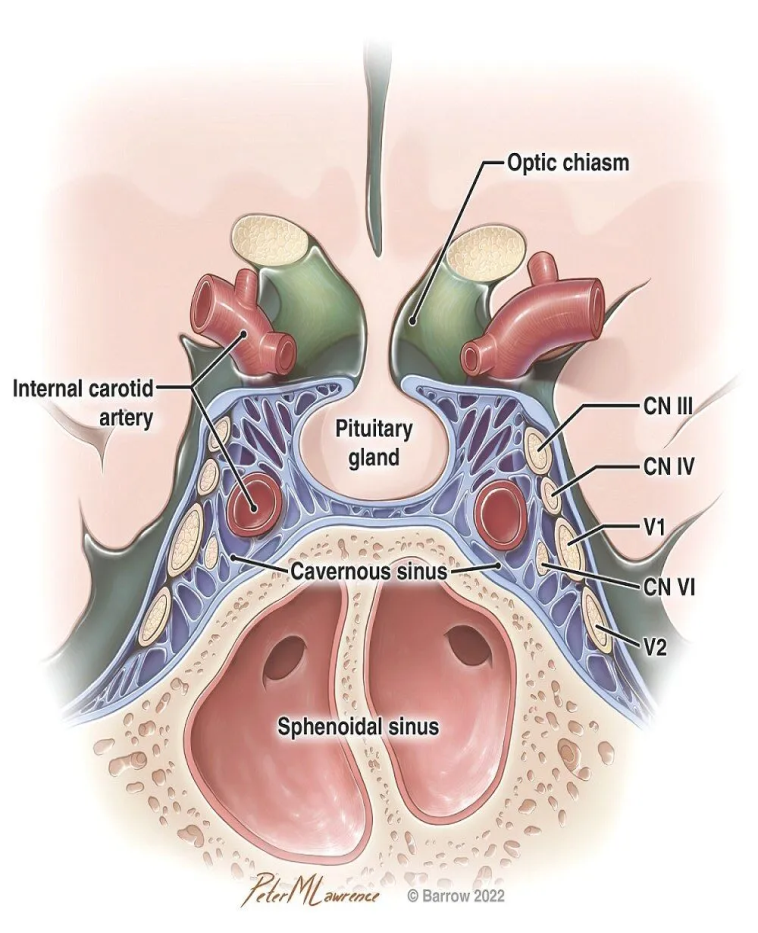 Optic chiasm
Internal carotid
artery
Pituitary
gland
CN III
CN IV
V1
Cavernous sinus
CN VI
V2
Sphenoidal sinus
PeterMLawrence
© Barrow 2022